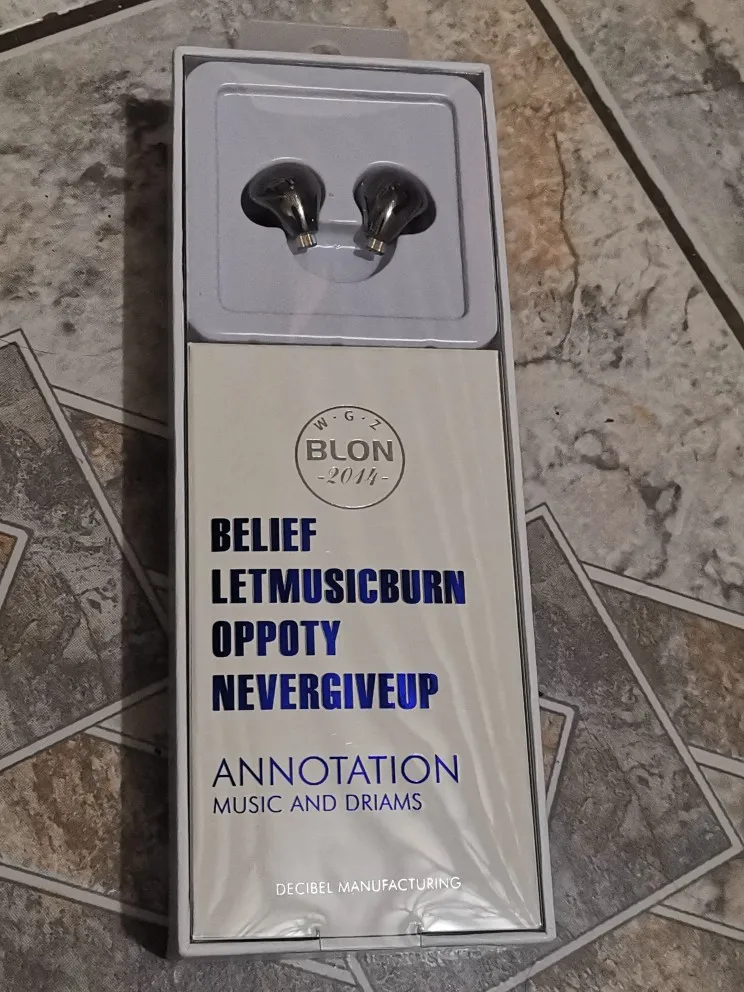 W·G·Z
BLON
-2014-
BELIEF
LETMUSICBURN
OPPOTY
NEVERGIVEUP
ANNOTATION
MUSIC AND DRIAMS
DECIBEL MANUFACTURING